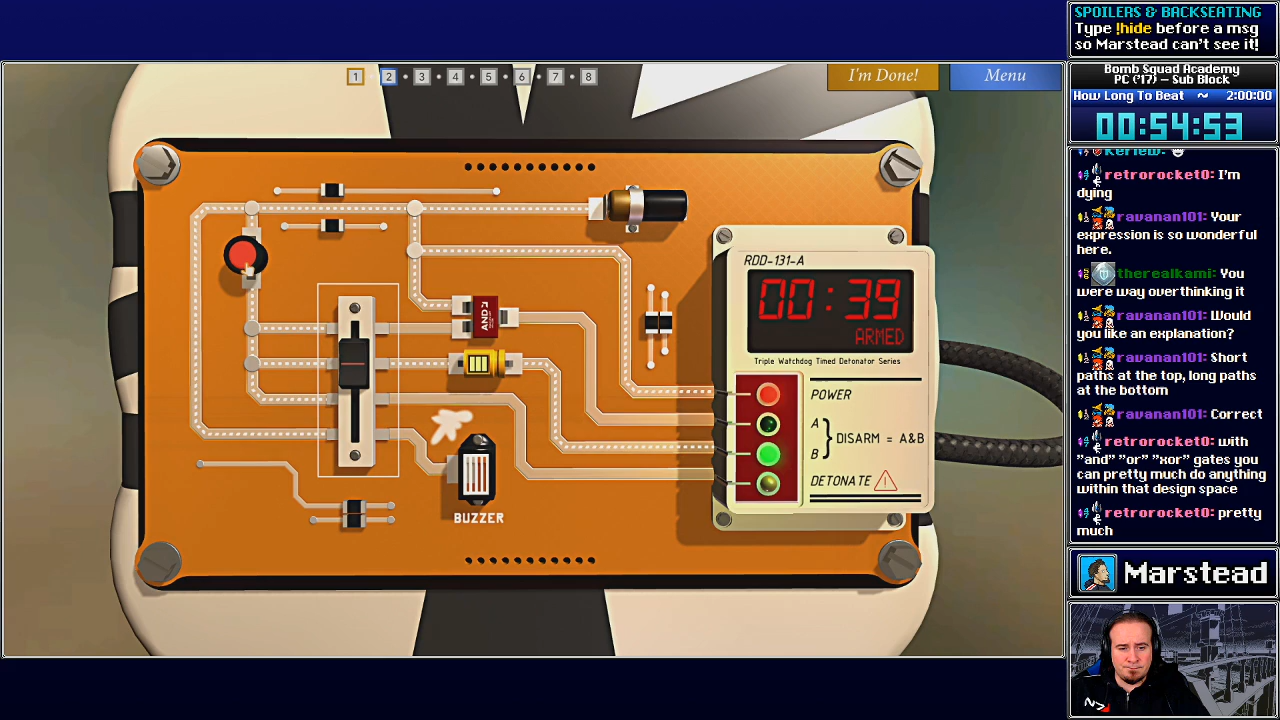 SPOILERS & BACKSEATING
Type !hide before a msg
so Marstead can't see it!
1 2 3 4 5 6 7 8
I'm Done!
Menu
Bomb Squad Academy
PC ('17) – Sub Block
How Long To Beat ~ 2:00:00
00:54:53
RDD-131-A
00:39
ARMED
Triple Watchdog Timed Detonator Series
POWER
A
B
DISARM = A&B
DETONATE
AND
BUZZER
Kerlew:
retrorocket0: I'm
dying
ravanan101: Your
expression is so wonderful
here.
therealkami: You
were way overthinking it
ravanan101: Would
you like an explanation?
ravanan101: Short
paths at the top, long paths
at the bottom
ravanan101: Correct
retrorocket0: with
"and" "or" "xor" gates you
can pretty much do anything
within that design space
retrorocket0: pretty
much
Marstead